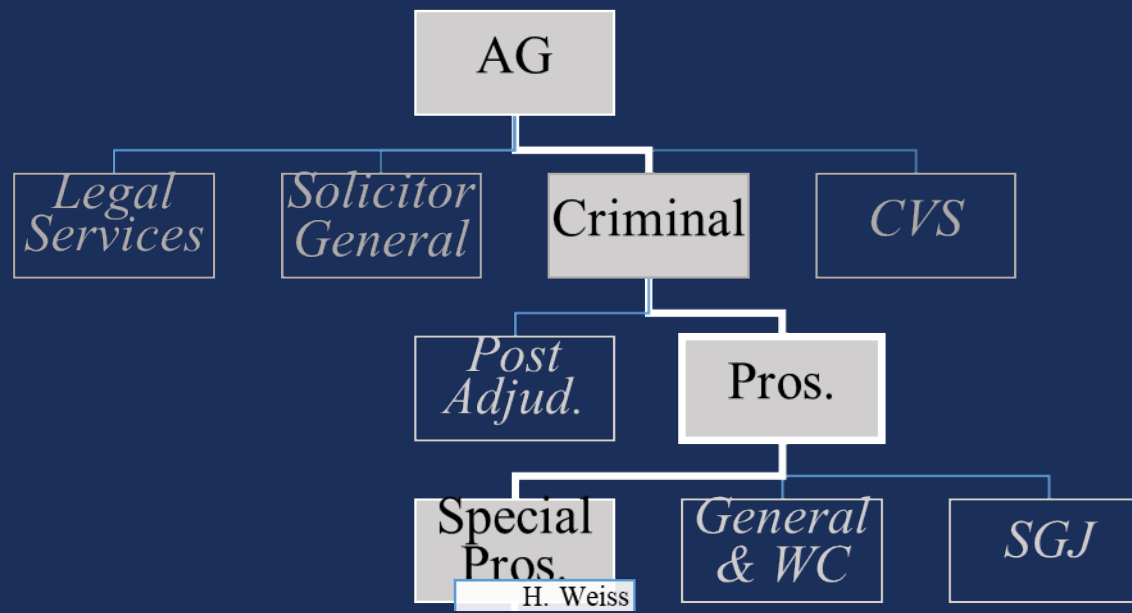 AG
Legal
Services
Solicitor
General
Criminal
CVS
Post
Adjud.
Pros.
Special
Pros.
H. Weiss
General
& WC
SGJ